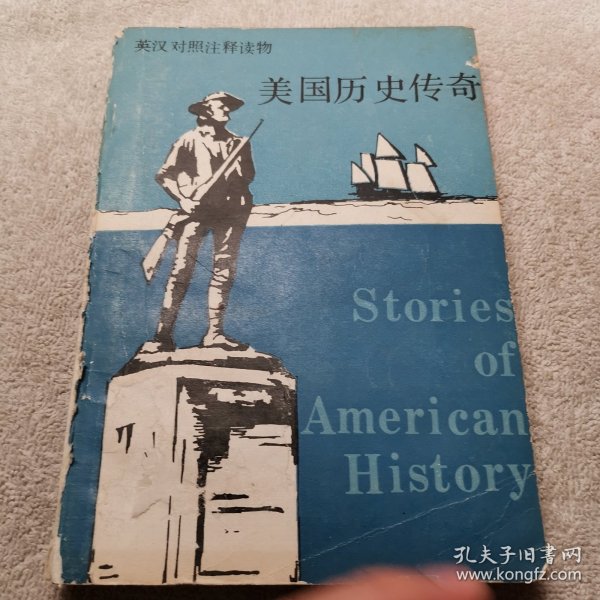 英汉对照注释读物
美国历史传奇
Stories
of
American
History
孔夫子旧书网
www.kongfz.com